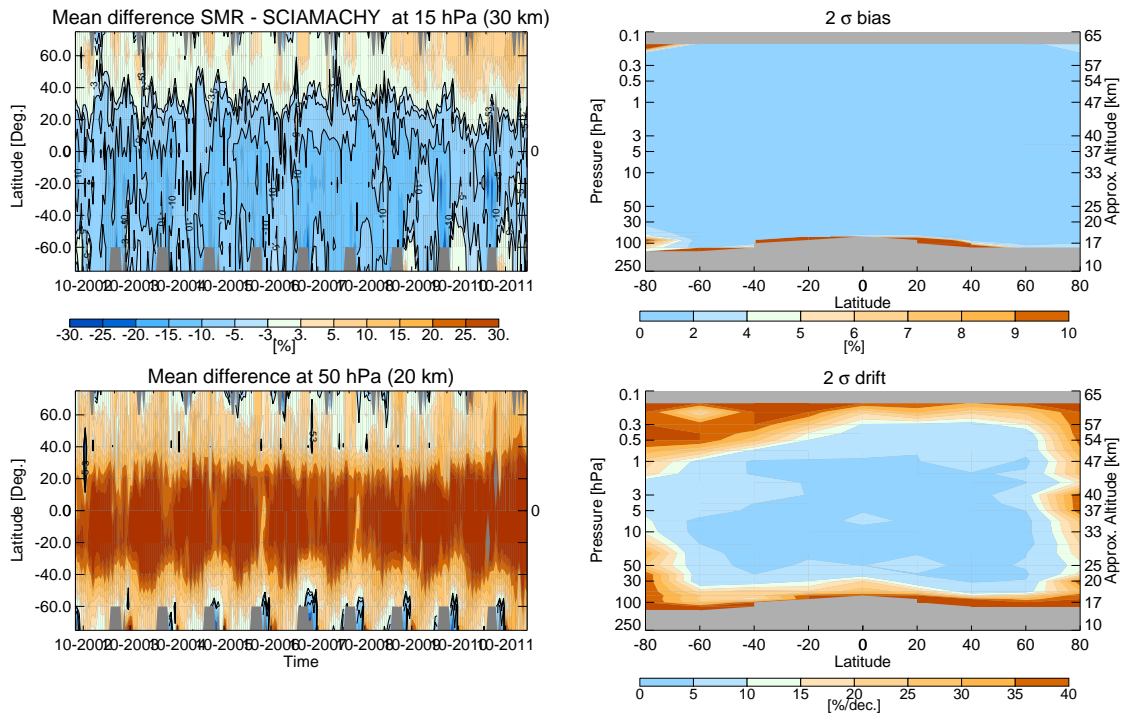 Mean difference SMR - SCIAMACHY at 15 hPa (30 km)
60.0
40.0
20.0
0.0
-20.0
-40.0
-60.0
0
Latitude [Deg.]
10-2002 10-2003 10-2004 10-2005 10-2006 10-2007 10-2008 10-2009 10-2010 10-2011
-30. -25. -20. -15. -10. -5. -3. 3. 5. 10. 15. 20. 25. 30.
[%]
2 σ bias
0.1
0.3
0.5
1
3
5
10
50
30
100
250
Pressure [hPa]
65
57
54
47
40
37
33
25
20
17
10
Approx. Altitude [km]
-80 -60 -40 -20 0 20 40 60 80
Latitude
0 2 4 5 6 7 8 9 10
[%]
Mean difference at 50 hPa (20 km)
60.0
40.0
20.0
0.0
-20.0
-40.0
-60.0
0
Latitude [Deg.]
10-2002 10-2003 10-2004 10-2005 10-2006 10-2007 10-2008 10-2009 10-2010 10-2011
Time
2 σ drift
0.1
0.3
0.5
1
3
5
10
50
30
100
250
Pressure [hPa]
65
57
54
47
40
37
33
25
20
17
10
Approx. Altitude [km]
-80 -60 -40 -20 0 20 40 60 80
Latitude
0 5 10 15 20 25 35 40
[%/dec.]